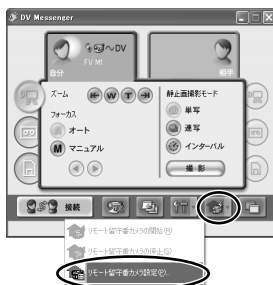 DV Messenger
~DV
FV M1
自分
相手
ズーム
W
T
フォーカス
オート
M マニュアル
静止画撮影モード
単写
連写
インターバル
撮影
接続
リモート留守番カメラの開始(R)
リモート留守番カメラの停止(S)
リモート留守番カメラ設定(P)...